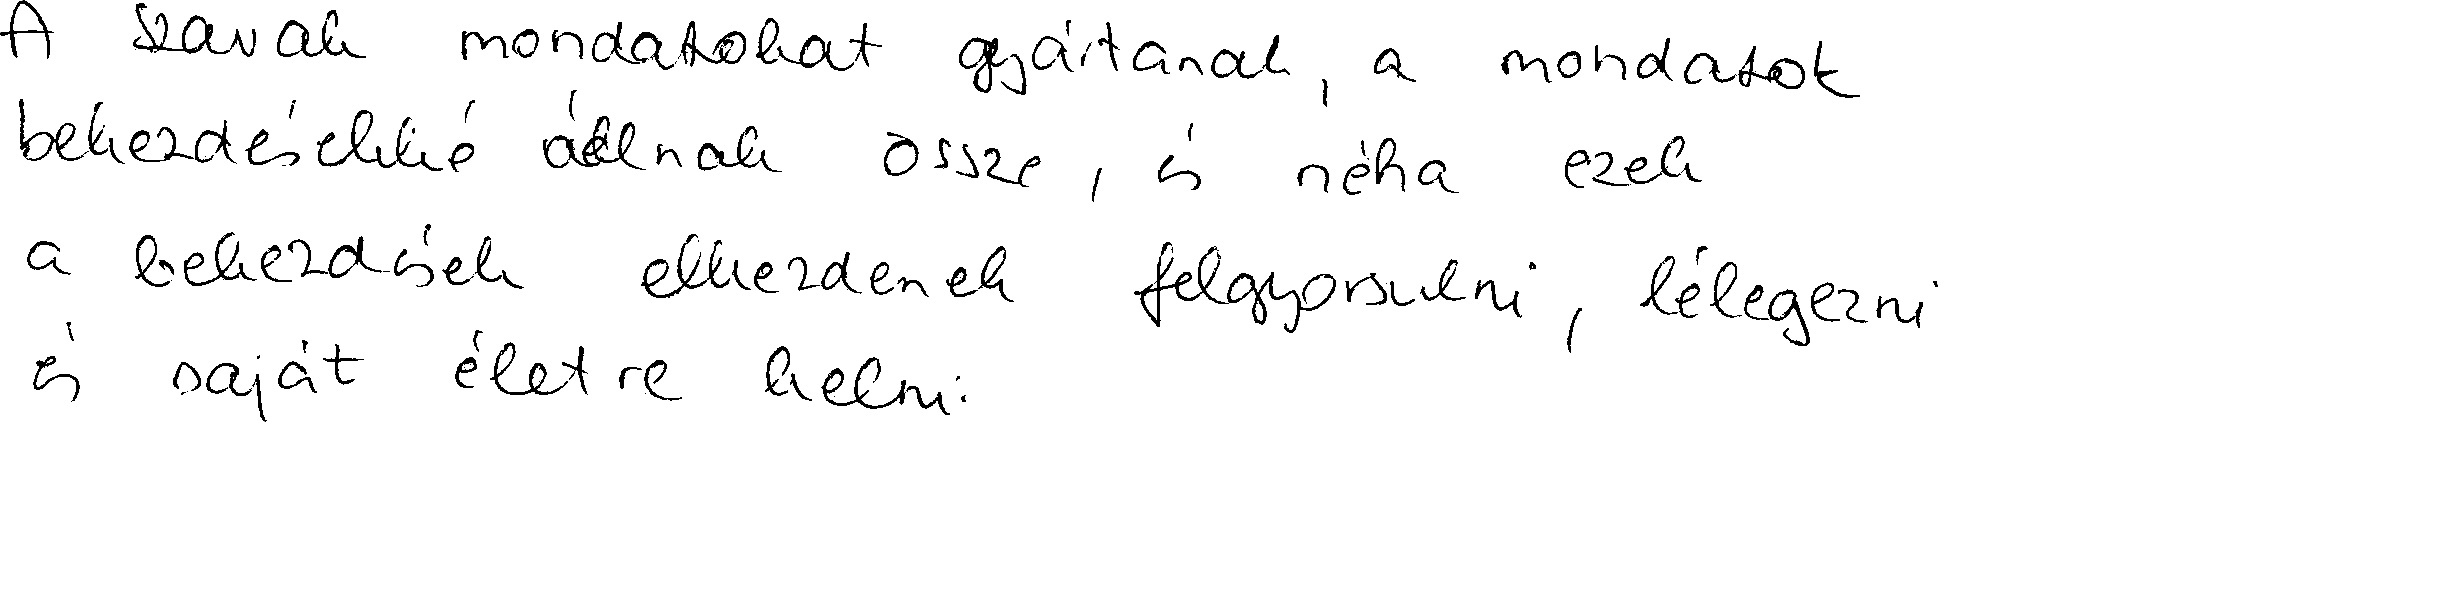 A szavak mondatokat gyártanak, a mondatok
bekezdésekké állnak össze, és néha ezek
a bekezdések elkezdenek felgyorsulni, lélegezni
és saját életre kelni.